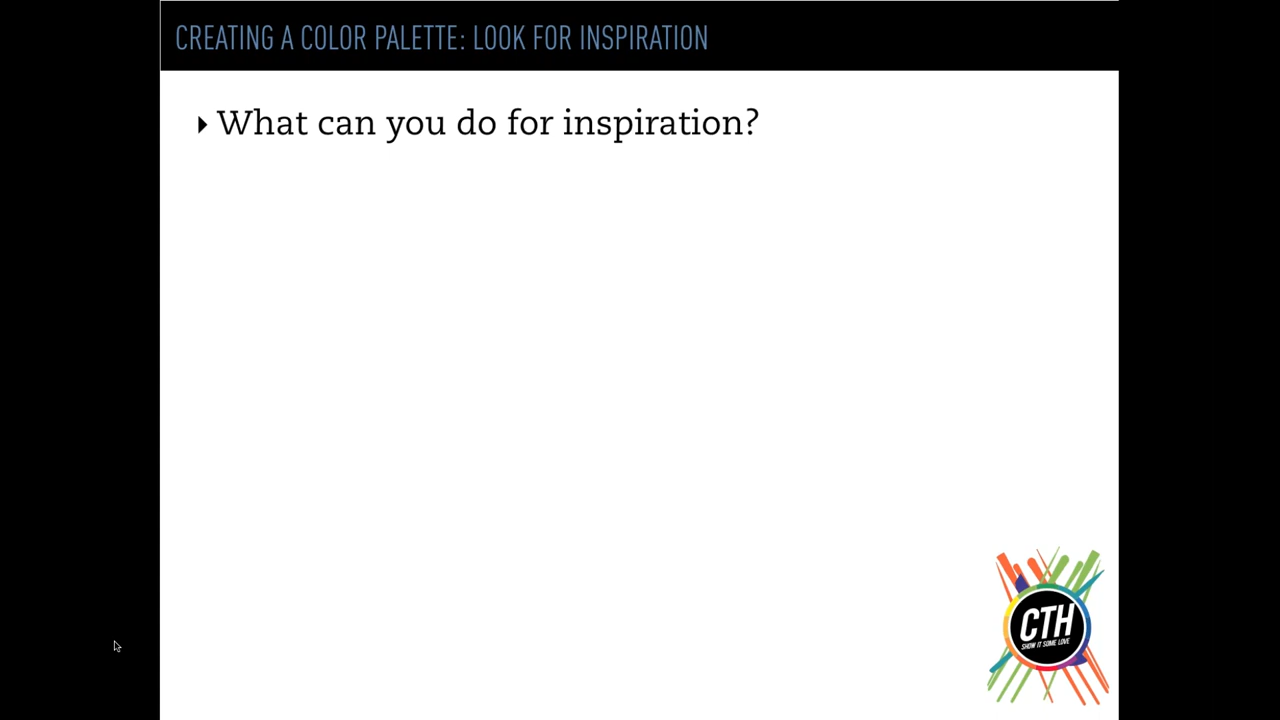 CREATING A COLOR PALETTE: LOOK FOR INSPIRATION
What can you do for inspiration?
CTH
SHOW IT SOME LOVE